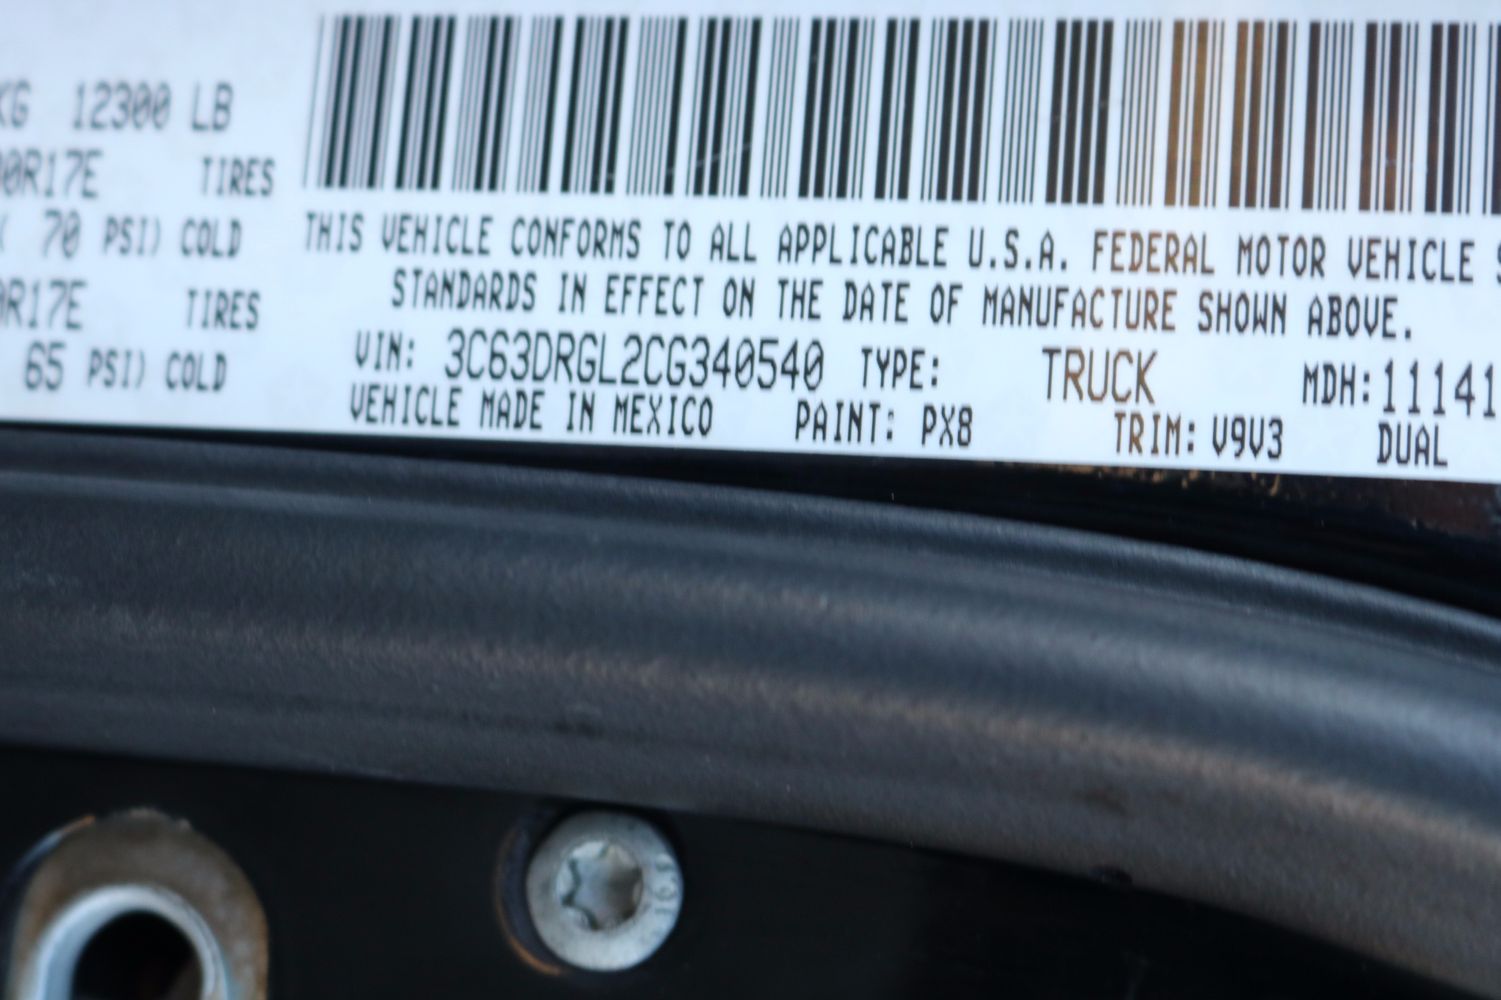 KG 12300 LB
0R17E TIRES
70 PSI) COLD
R17E TIRES
65 PSI) COLD
THIS VEHICLE CONFORMS TO ALL APPLICABLE U.S.A. FEDERAL MOTOR VEHICLE S
STANDARDS IN EFFECT ON THE DATE OF MANUFACTURE SHOWN ABOVE.
VIN: 3C63DRGL2CG340540 TYPE: TRUCK MDH: 11141
VEHICLE MADE IN MEXICO PAINT: PX8 TRIM: V9V3 DUAL